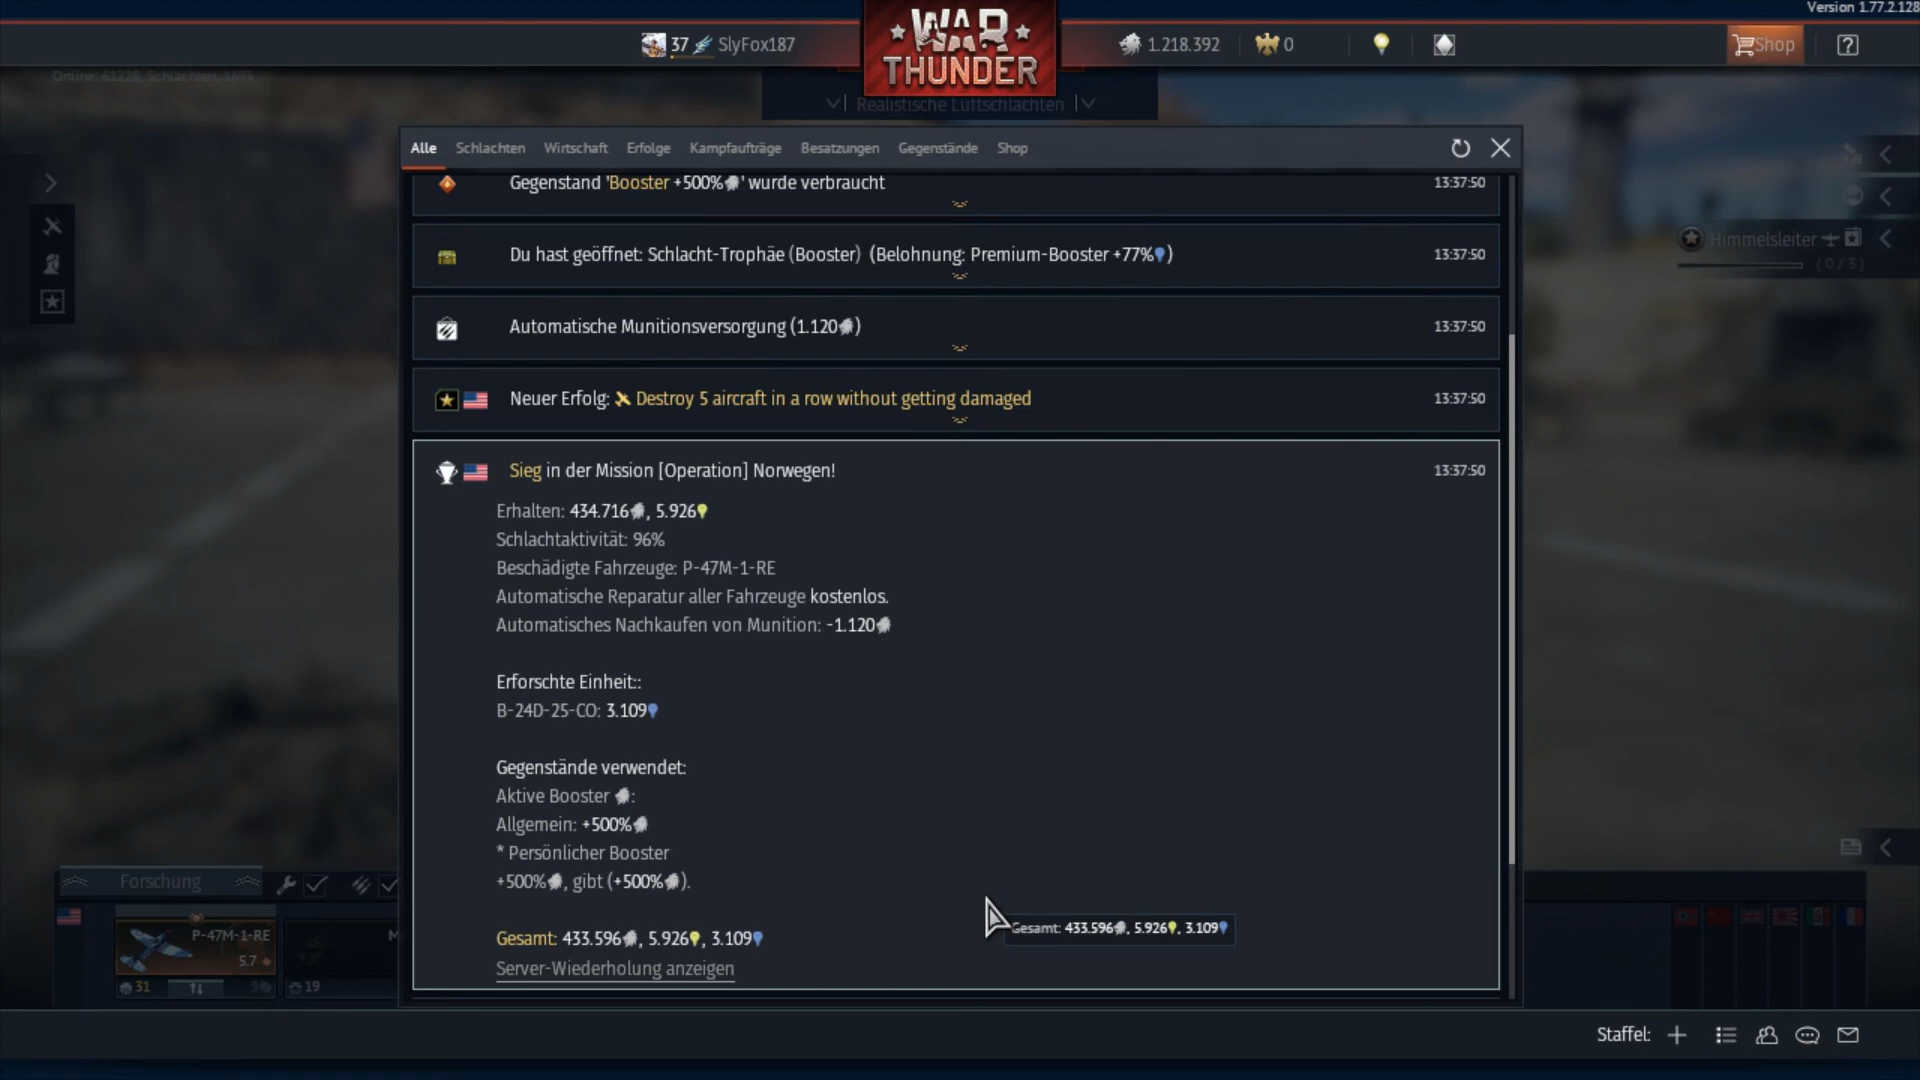 Version 1.77.2.128
37 SlyFox187
WAR THUNDER
1.218.392
0
Shop
?
Online: 61228, Schlachten: 1695
Realistische Luftschlachten
Alle Schlachten Wirtschaft Erfolge Kampfaufträge Besatzungen Gegenstände Shop
Gegenstand 'Booster +500%' wurde verbraucht 13:37:50
Du hast geöffnet: Schlacht-Trophäe (Booster) (Belohnung: Premium-Booster +77%) 13:37:50
Himmelsleiter
(0/3)
Automatische Munitionsversorgung (1.120) 13:37:50
Neuer Erfolg: Destroy 5 aircraft in a row without getting damaged 13:37:50
Sieg in der Mission [Operation] Norwegen! 13:37:50
Erhalten: 434.716, 5.926
Schlachtaktivität: 96%
Beschädigte Fahrzeuge: P-47M-1-RE
Automatische Reparatur aller Fahrzeuge kostenlos.
Automatisches Nachkaufen von Munition: -1.120
Erforschte Einheit::
B-24D-25-CO: 3.109
Gegenstände verwendet:
Aktive Booster :
Allgemein: +500%
* Persönlicher Booster
+500%, gibt (+500%).
Gesamt: 433.596, 5.926, 3.109
Server-Wiederholung anzeigen
Gesamt: 433.596, 5.926, 3.109
Forschung
P-47M-1-RE
5.7
31
19
Staffel: